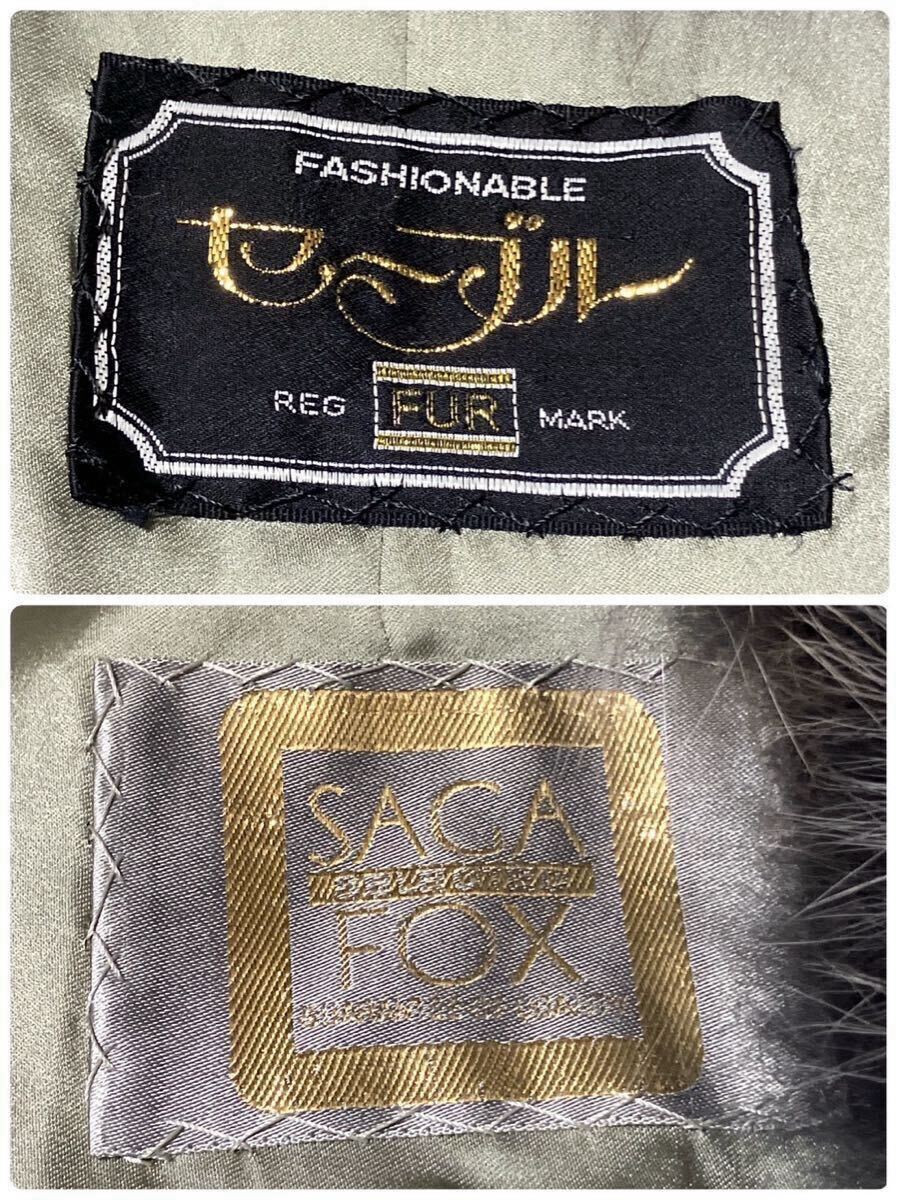 FASHIONABLE
セーブル
REG FUR MARK
SAGA
FOX